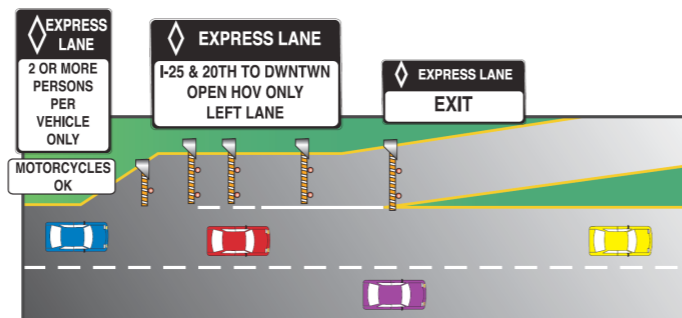 EXPRESS
LANE
2 OR MORE
PERSONS
PER
VEHICLE
ONLY
MOTORCYCLES
OK
EXPRESS LANE
I-25 & 20TH TO DWNTWN
OPEN HOV ONLY
LEFT LANE
EXPRESS LANE
EXIT